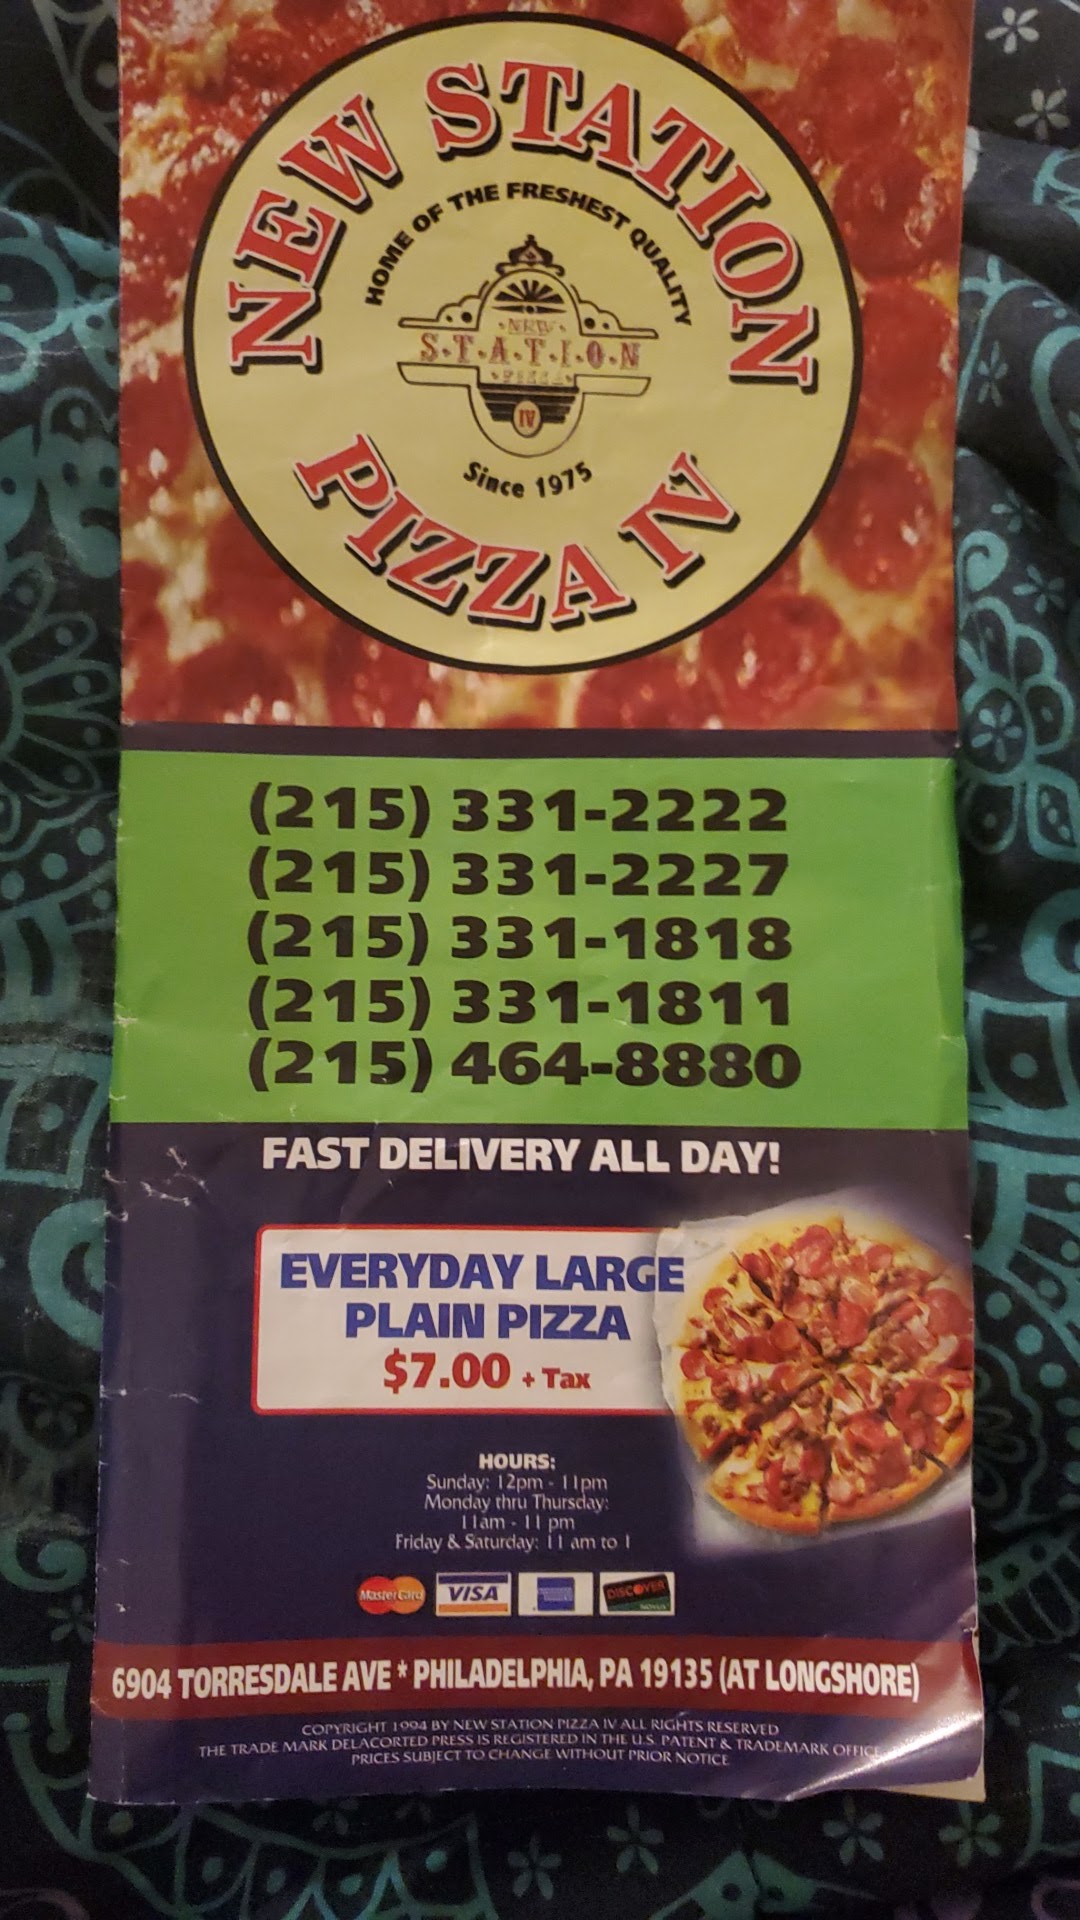 NEW STATION
HOME OF THE FRESHEST QUALITY
NEW
S·T·A·T·I·O·N
PIZZA
IV
Since 1975
PIZZA IV
(215) 331-2222
(215) 331-2227
(215) 331-1818
(215) 331-1811
(215) 464-8880
FAST DELIVERY ALL DAY!
EVERYDAY LARGE
PLAIN PIZZA
$7.00 + Tax
HOURS:
Sunday: 12pm - 11pm
Monday thru Thursday:
11am - 11 pm
Friday & Saturday: 11 am to 1
MasterCard VISA DISCOVER
NOVUS
6904 TORRESDALE AVE * PHILADELPHIA, PA 19135 (AT LONGSHORE)
COPYRIGHT 1994 BY NEW STATION PIZZA IV ALL RIGHTS RESERVED
THE TRADE MARK DELACORTED PRESS IS REGISTERED IN THE U.S. PATENT & TRADEMARK OFFICE
PRICES SUBJECT TO CHANGE WITHOUT PRIOR NOTICE